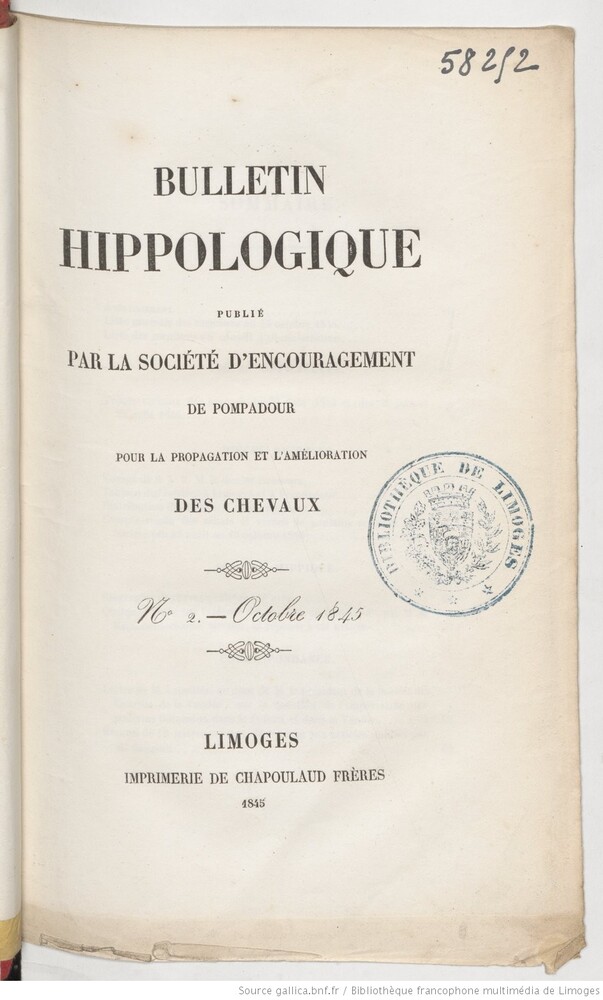 58252
BULLETIN
HIPPOLOGIQUE
PUBLIÉ
PAR LA SOCIÉTÉ D'ENCOURAGEMENT
DE POMPADOUR
POUR LA PROPAGATION ET L'AMÉLIORATION
DES CHEVAUX
BIBLIOTHÈQUE DE LIMOGES
No 2. — Octobre 1845
LIMOGES
IMPRIMERIE DE CHAPOULAUD FRÈRES
1845
Source gallica.bnf.fr / Bibliothèque francophone multimédia de Limoges